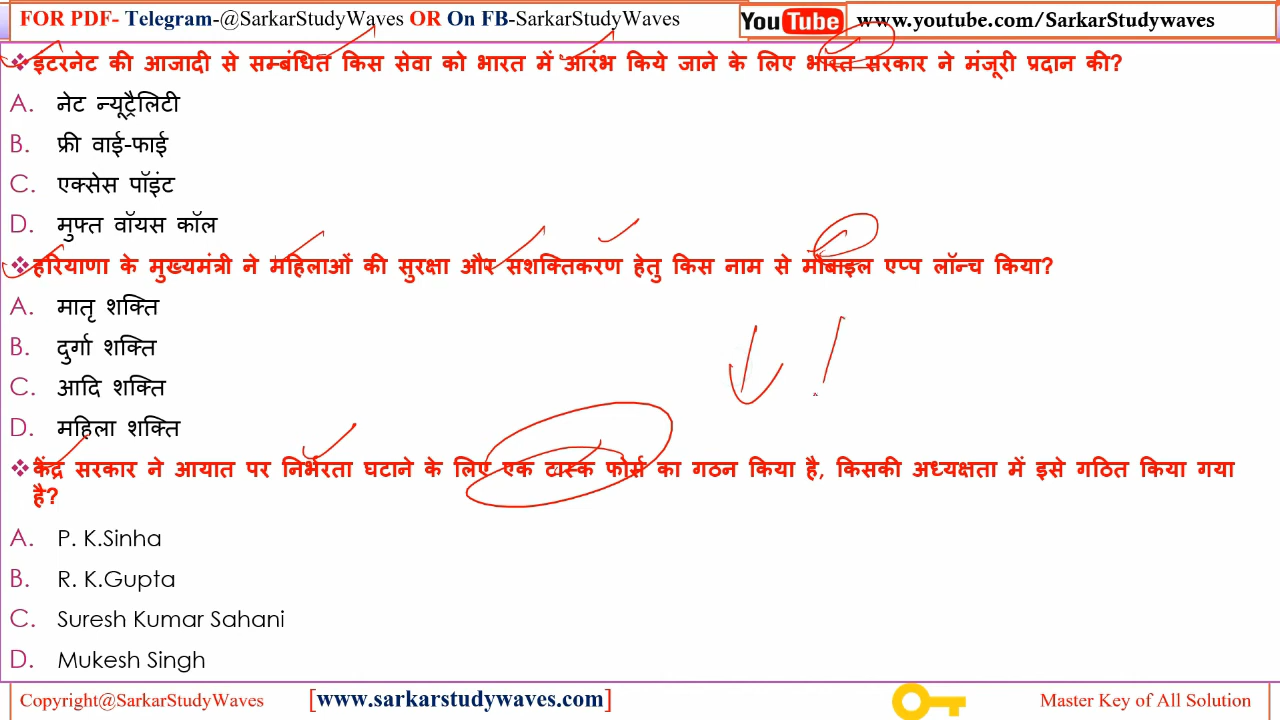 FOR PDF- Telegram-@SarkarStudyWaves OR On FB-SarkarStudyWaves
YouTube www.youtube.com/SarkarStudywaves
❖इंटरनेट की आजादी से सम्बंधित किस सेवा को भारत में आरंभ किये जाने के लिए भारत सरकार ने मंजूरी प्रदान की?
A. नेट न्यूट्रैलिटी
B. फ्री वाई-फाई
C. एक्सेस पॉइंट
D. मुफ्त वॉयस कॉल
❖हरियाणा के मुख्यमंत्री ने महिलाओं की सुरक्षा और सशक्तिकरण हेतु किस नाम से मोबाइल एप्प लॉन्च किया?
A. मातृ शक्ति
B. दुर्गा शक्ति
C. आदि शक्ति
D. महिला शक्ति
❖केंद्र सरकार ने आयात पर निर्भरता घटाने के लिए एक टास्क फोर्स का गठन किया है, किसकी अध्यक्षता में इसे गठित किया गया
है?
A. P. K.Sinha
B. R. K.Gupta
C. Suresh Kumar Sahani
D. Mukesh Singh
Copyright@SarkarStudyWaves [www.sarkarstudywaves.com] Master Key of All Solution